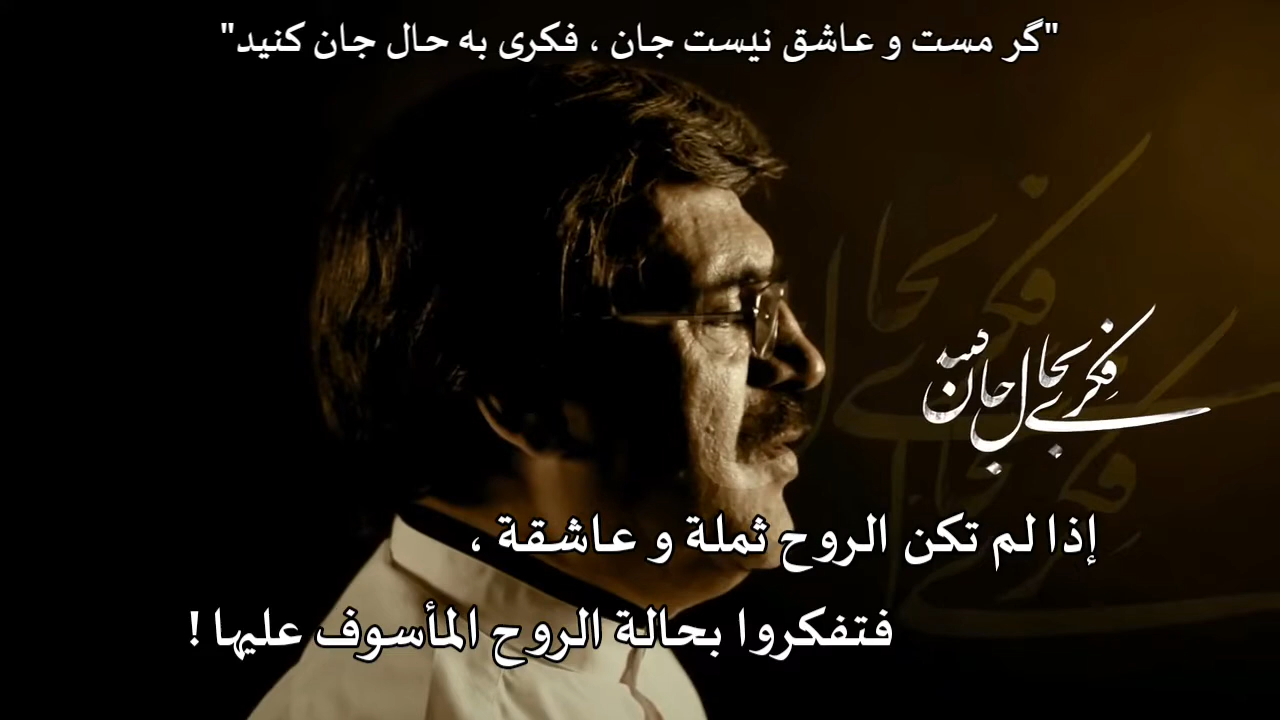 "گر مست و عاشق نیست جان ، فکری به حال جان کنید"
فکری بحال جان کنید
إذا لم تكن الروح ثملة و عاشقة ،
فتفكروا بحالة الروح المأسوف عليها !